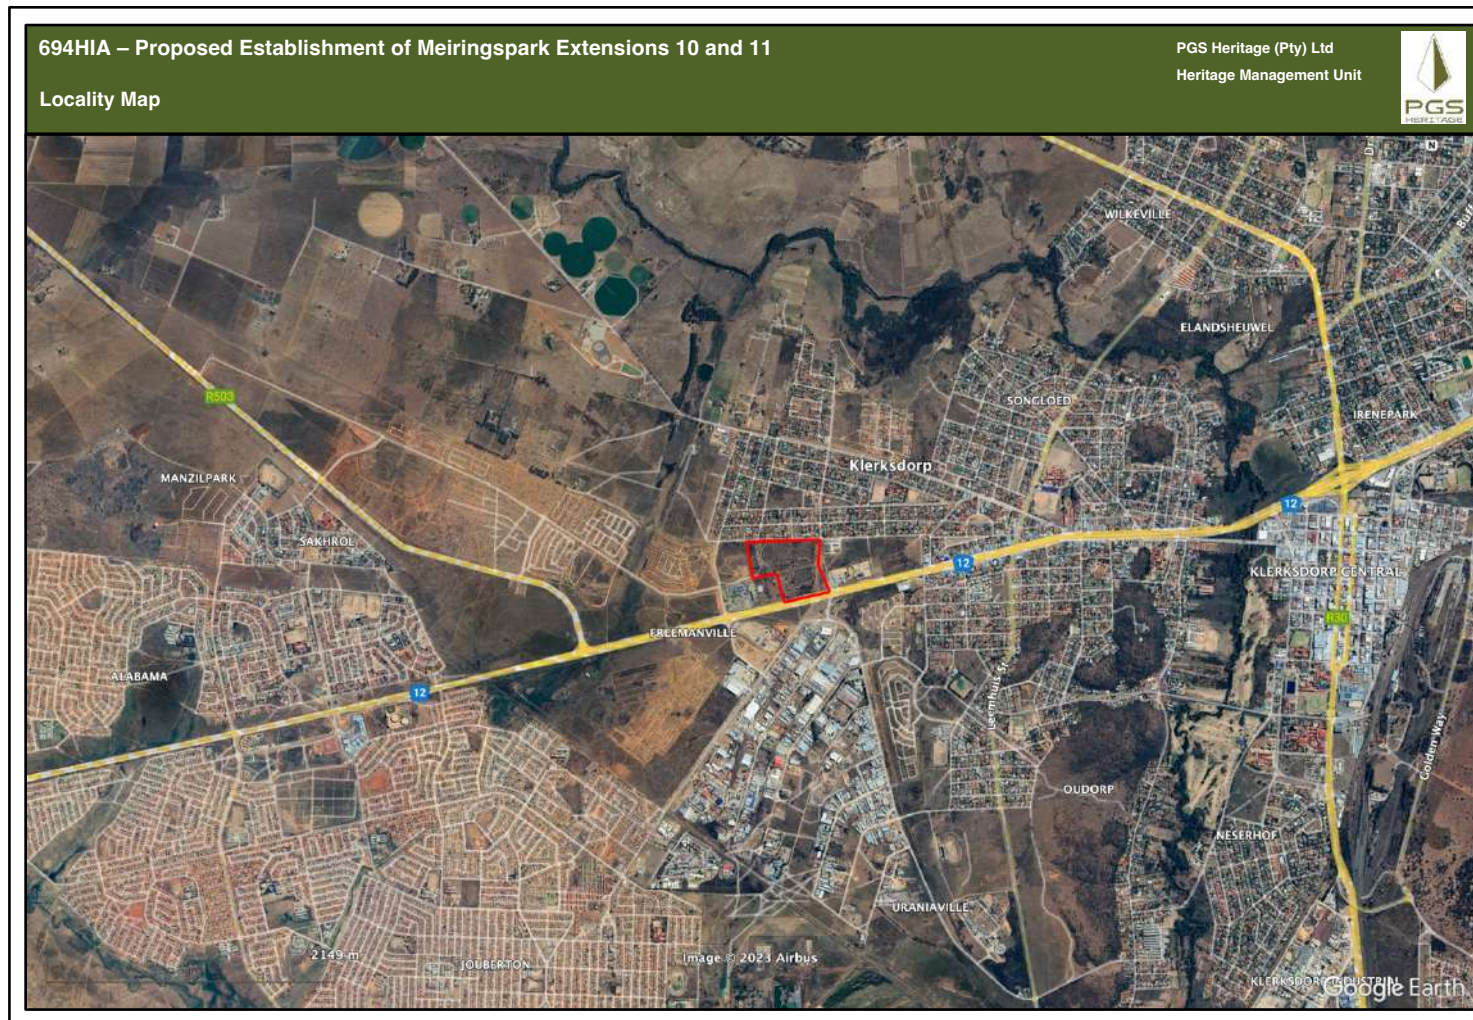 694HIA – Proposed Establishment of Meiringspark Extensions 10 and 11
Locality Map
PGS Heritage (Pty) Ltd
Heritage Management Unit
PGS
HERITAGE
N
WILKEVILLE
ELANDSHEUWEL
R503
SONGLOED
IRENEPARK
Klerksdorp
MANZILPARK
12
SAKHROL
12
KLERKSDORP CENTRAL
R30
FREEMANVILLE
ALABAMA
12
Leemhuis St
Golden Way
OUDORP
NESERHOF
URANIAVILLE
2149 m
JOUBERTON
Image © 2023 Airbus
Google Earth